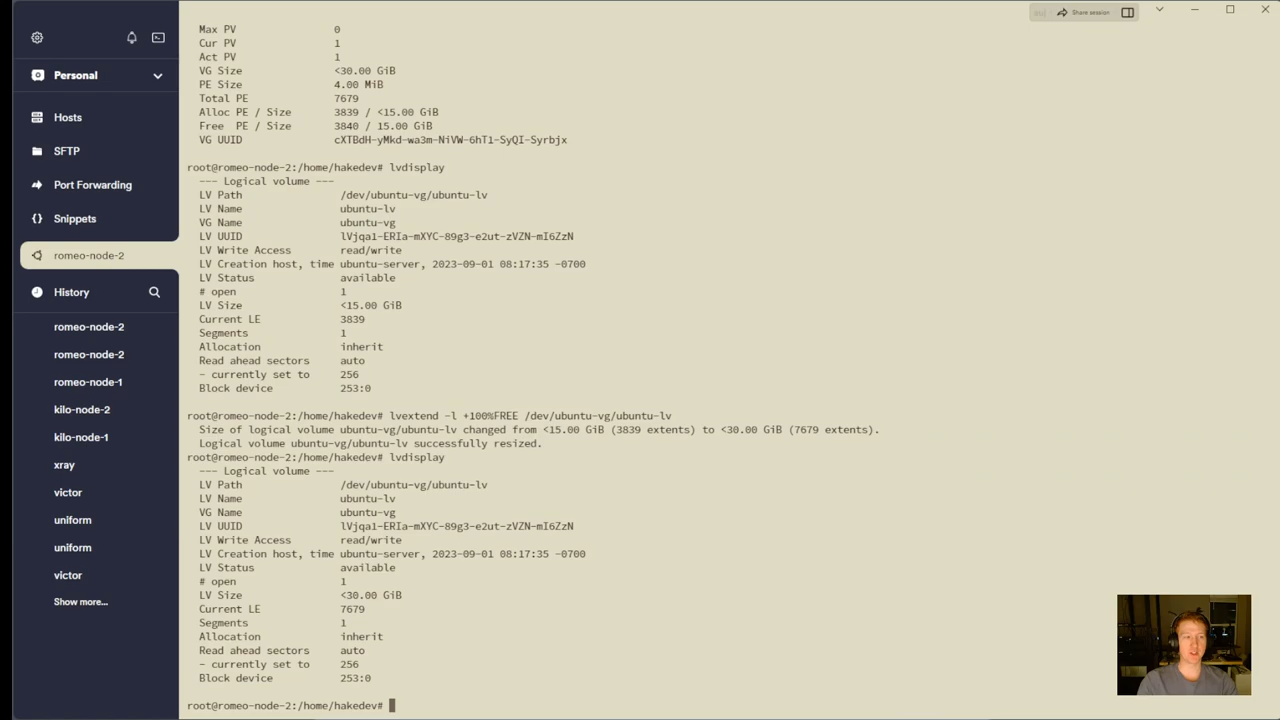 Share session
Personal
Hosts
SFTP
Port Forwarding
Snippets
romeo-node-2
History
romeo-node-2
romeo-node-2
romeo-node-1
kilo-node-2
kilo-node-1
xray
victor
uniform
uniform
victor
Show more...
Max PV 0
Cur PV 1
Act PV 1
VG Size <30.00 GiB
PE Size 4.00 MiB
Total PE 7679
Alloc PE / Size 3839 / <15.00 GiB
Free PE / Size 3840 / 15.00 GiB
VG UUID cXTBdH-yMkd-wa3m-NiVW-6hT1-SyQI-Syrbjx
root@romeo-node-2:/home/hakedev# lvdisplay
--- Logical volume ---
LV Path /dev/ubuntu-vg/ubuntu-lv
LV Name ubuntu-lv
VG Name ubuntu-vg
LV UUID lVjqa1-ERIa-mXYC-89g3-e2ut-zVZN-mI6ZzN
LV Write Access read/write
LV Creation host, time ubuntu-server, 2023-09-01 08:17:35 -0700
LV Status available
# open 1
LV Size <15.00 GiB
Current LE 3839
Segments 1
Allocation inherit
Read ahead sectors auto
- currently set to 256
Block device 253:0
root@romeo-node-2:/home/hakedev# lvextend -l +100%FREE /dev/ubuntu-vg/ubuntu-lv
Size of logical volume ubuntu-vg/ubuntu-lv changed from <15.00 GiB (3839 extents) to <30.00 GiB (7679 extents).
Logical volume ubuntu-vg/ubuntu-lv successfully resized.
root@romeo-node-2:/home/hakedev# lvdisplay
--- Logical volume ---
LV Path /dev/ubuntu-vg/ubuntu-lv
LV Name ubuntu-lv
VG Name ubuntu-vg
LV UUID lVjqa1-ERIa-mXYC-89g3-e2ut-zVZN-mI6ZzN
LV Write Access read/write
LV Creation host, time ubuntu-server, 2023-09-01 08:17:35 -0700
LV Status available
# open 1
LV Size <30.00 GiB
Current LE 7679
Segments 1
Allocation inherit
Read ahead sectors auto
- currently set to 256
Block device 253:0
root@romeo-node-2:/home/hakedev#